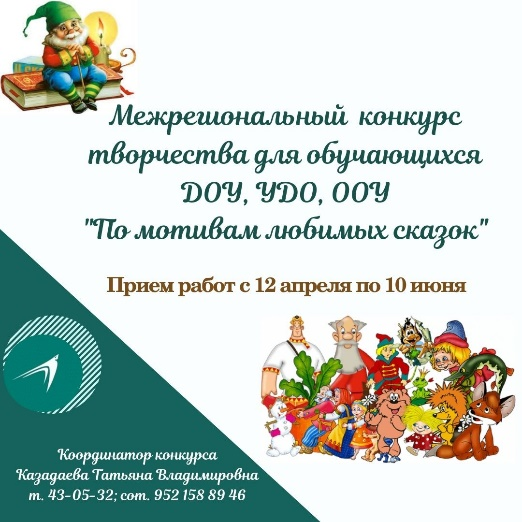 Межрегиональный конкурс
творчества для обучающихся
ДОУ, УДО, ООУ
"По мотивам любимых сказок"
Прием работ с 12 апреля по 10 июня
Координатор конкурса
Казадаева Татьяна Владимировна
т. 43-05-32; сот. 952 158 89 46